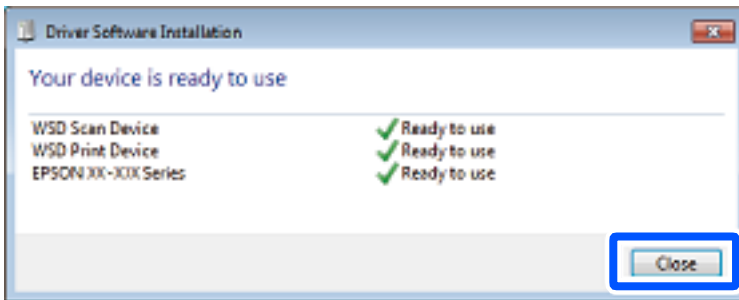 Driver Software Installation
Your device is ready to use
WSD Scan Device Ready to use
WSD Print Device Ready to use
EPSON XX-XXX Series Ready to use
Close